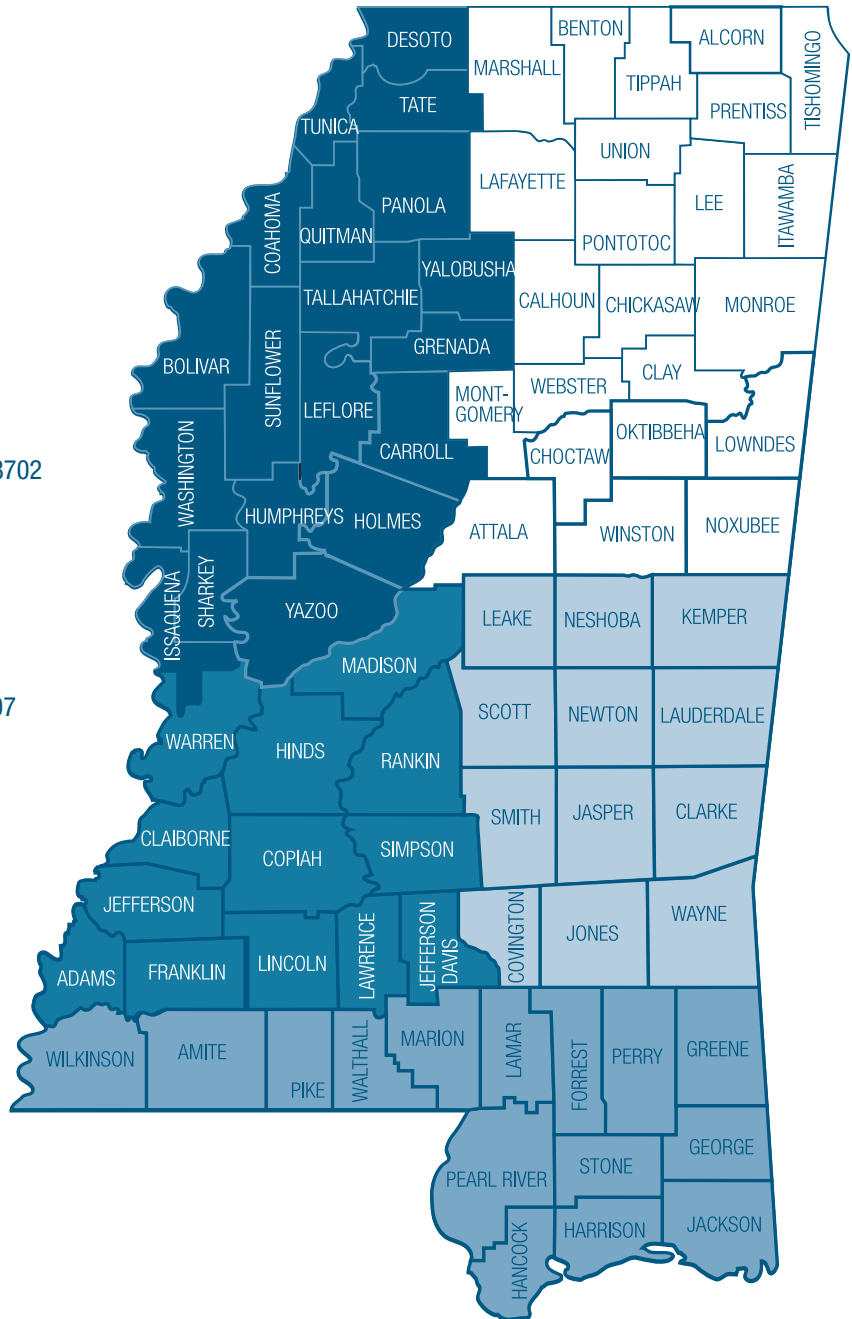 DESOTO
BENTON
ALCORN
MARSHALL
TIPPAH
TISHOMINGO
TATE
PRENTISS
TUNICA
UNION
LAFAYETTE
LEE
ITAWAMBA
PANOLA
COAHOMA
QUITMAN
PONTOTOC
YALOBUSHA
TALLAHATCHIE
CALHOUN
CHICKASAW
MONROE
GRENADA
BOLIVAR
SUNFLOWER
LEFLORE
MONT-
GOMERY
WEBSTER
CLAY
CARROLL
CHOCTAW
OKTIBBEHA
LOWNDES
3702
WASHINGTON
HUMPHREYS
HOLMES
ATTALA
WINSTON
NOXUBEE
ISSAQUENA
SHARKEY
YAZOO
LEAKE
NESHOBA
KEMPER
MADISON
07
SCOTT
NEWTON
LAUDERDALE
WARREN
HINDS
RANKIN
SMITH
JASPER
CLARKE
CLAIBORNE
COPIAH
SIMPSON
JEFFERSON
LAWRENCE
JEFFERSON
DAVIS
COVINGTON
JONES
WAYNE
ADAMS
FRANKLIN
LINCOLN
WILKINSON
AMITE
PIKE
WALTHALL
MARION
LAMAR
FORREST
PERRY
GREENE
PEARL RIVER
STONE
GEORGE
HANCOCK
HARRISON
JACKSON